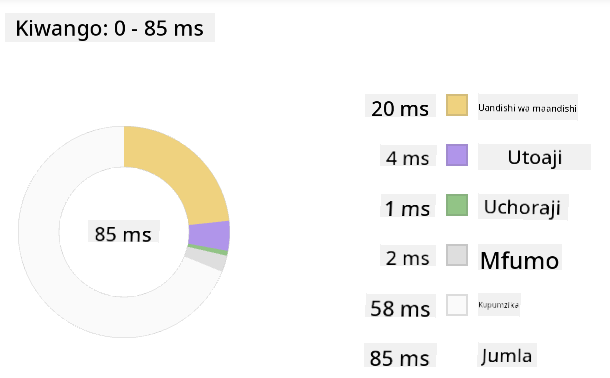 Kiwango: 0 - 85 ms
20 ms Uandishi wa maandishi
4 ms Utoaji
85 ms
1 ms Uchoraji
2 ms Mfumo
58 ms Kupumzika
85 ms Jumla